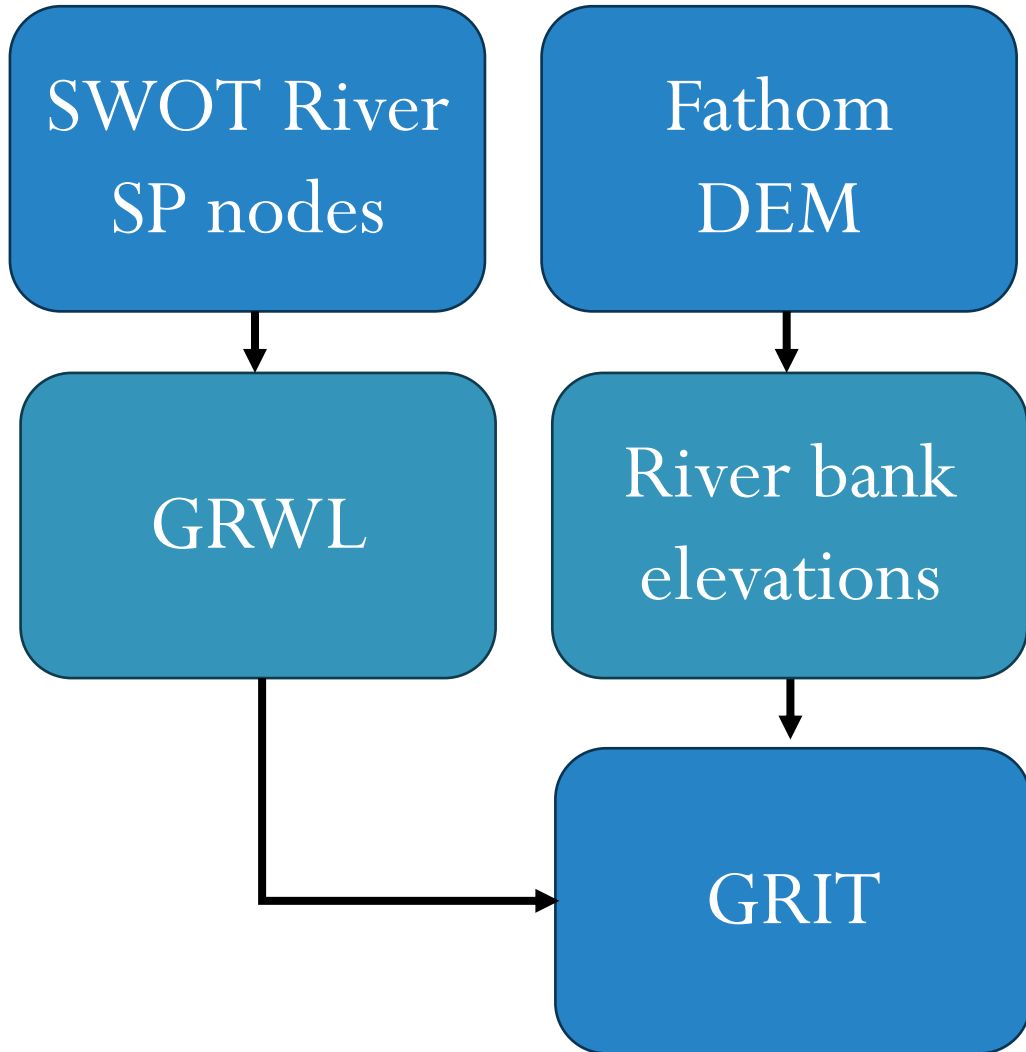 SWOT River
SP nodes
Fathom
DEM
GRWL
River bank
elevations
GRIT